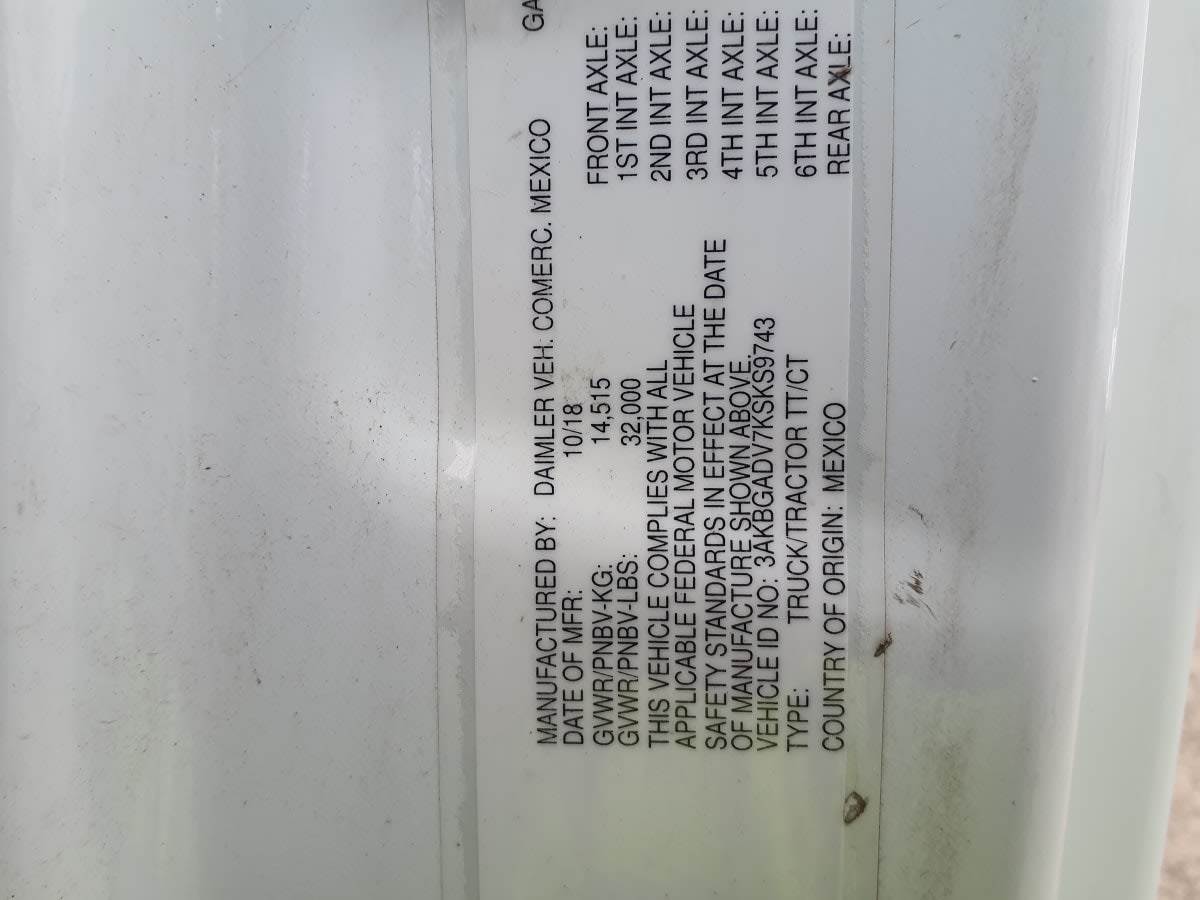 MANUFACTURED BY: DAIMLER VEH. COMERC. MEXICO GA
DATE OF MFR: 10/18
GVWR/PNBV-KG: 14,515 FRONT AXLE:
GVWR/PNBV-LBS: 32,000 1ST INT AXLE:
THIS VEHICLE COMPLIES WITH ALL 2ND INT AXLE:
APPLICABLE FEDERAL MOTOR VEHICLE 3RD INT AXLE:
SAFETY STANDARDS IN EFFECT AT THE DATE 4TH INT AXLE:
OF MANUFACTURE SHOWN ABOVE.
VEHICLE ID NO: 3AKBGADV7KSKS9743 5TH INT AXLE:
TYPE: TRUCK/TRACTOR TT/CT 6TH INT AXLE:
COUNTRY OF ORIGIN: MEXICO REAR AXLE: